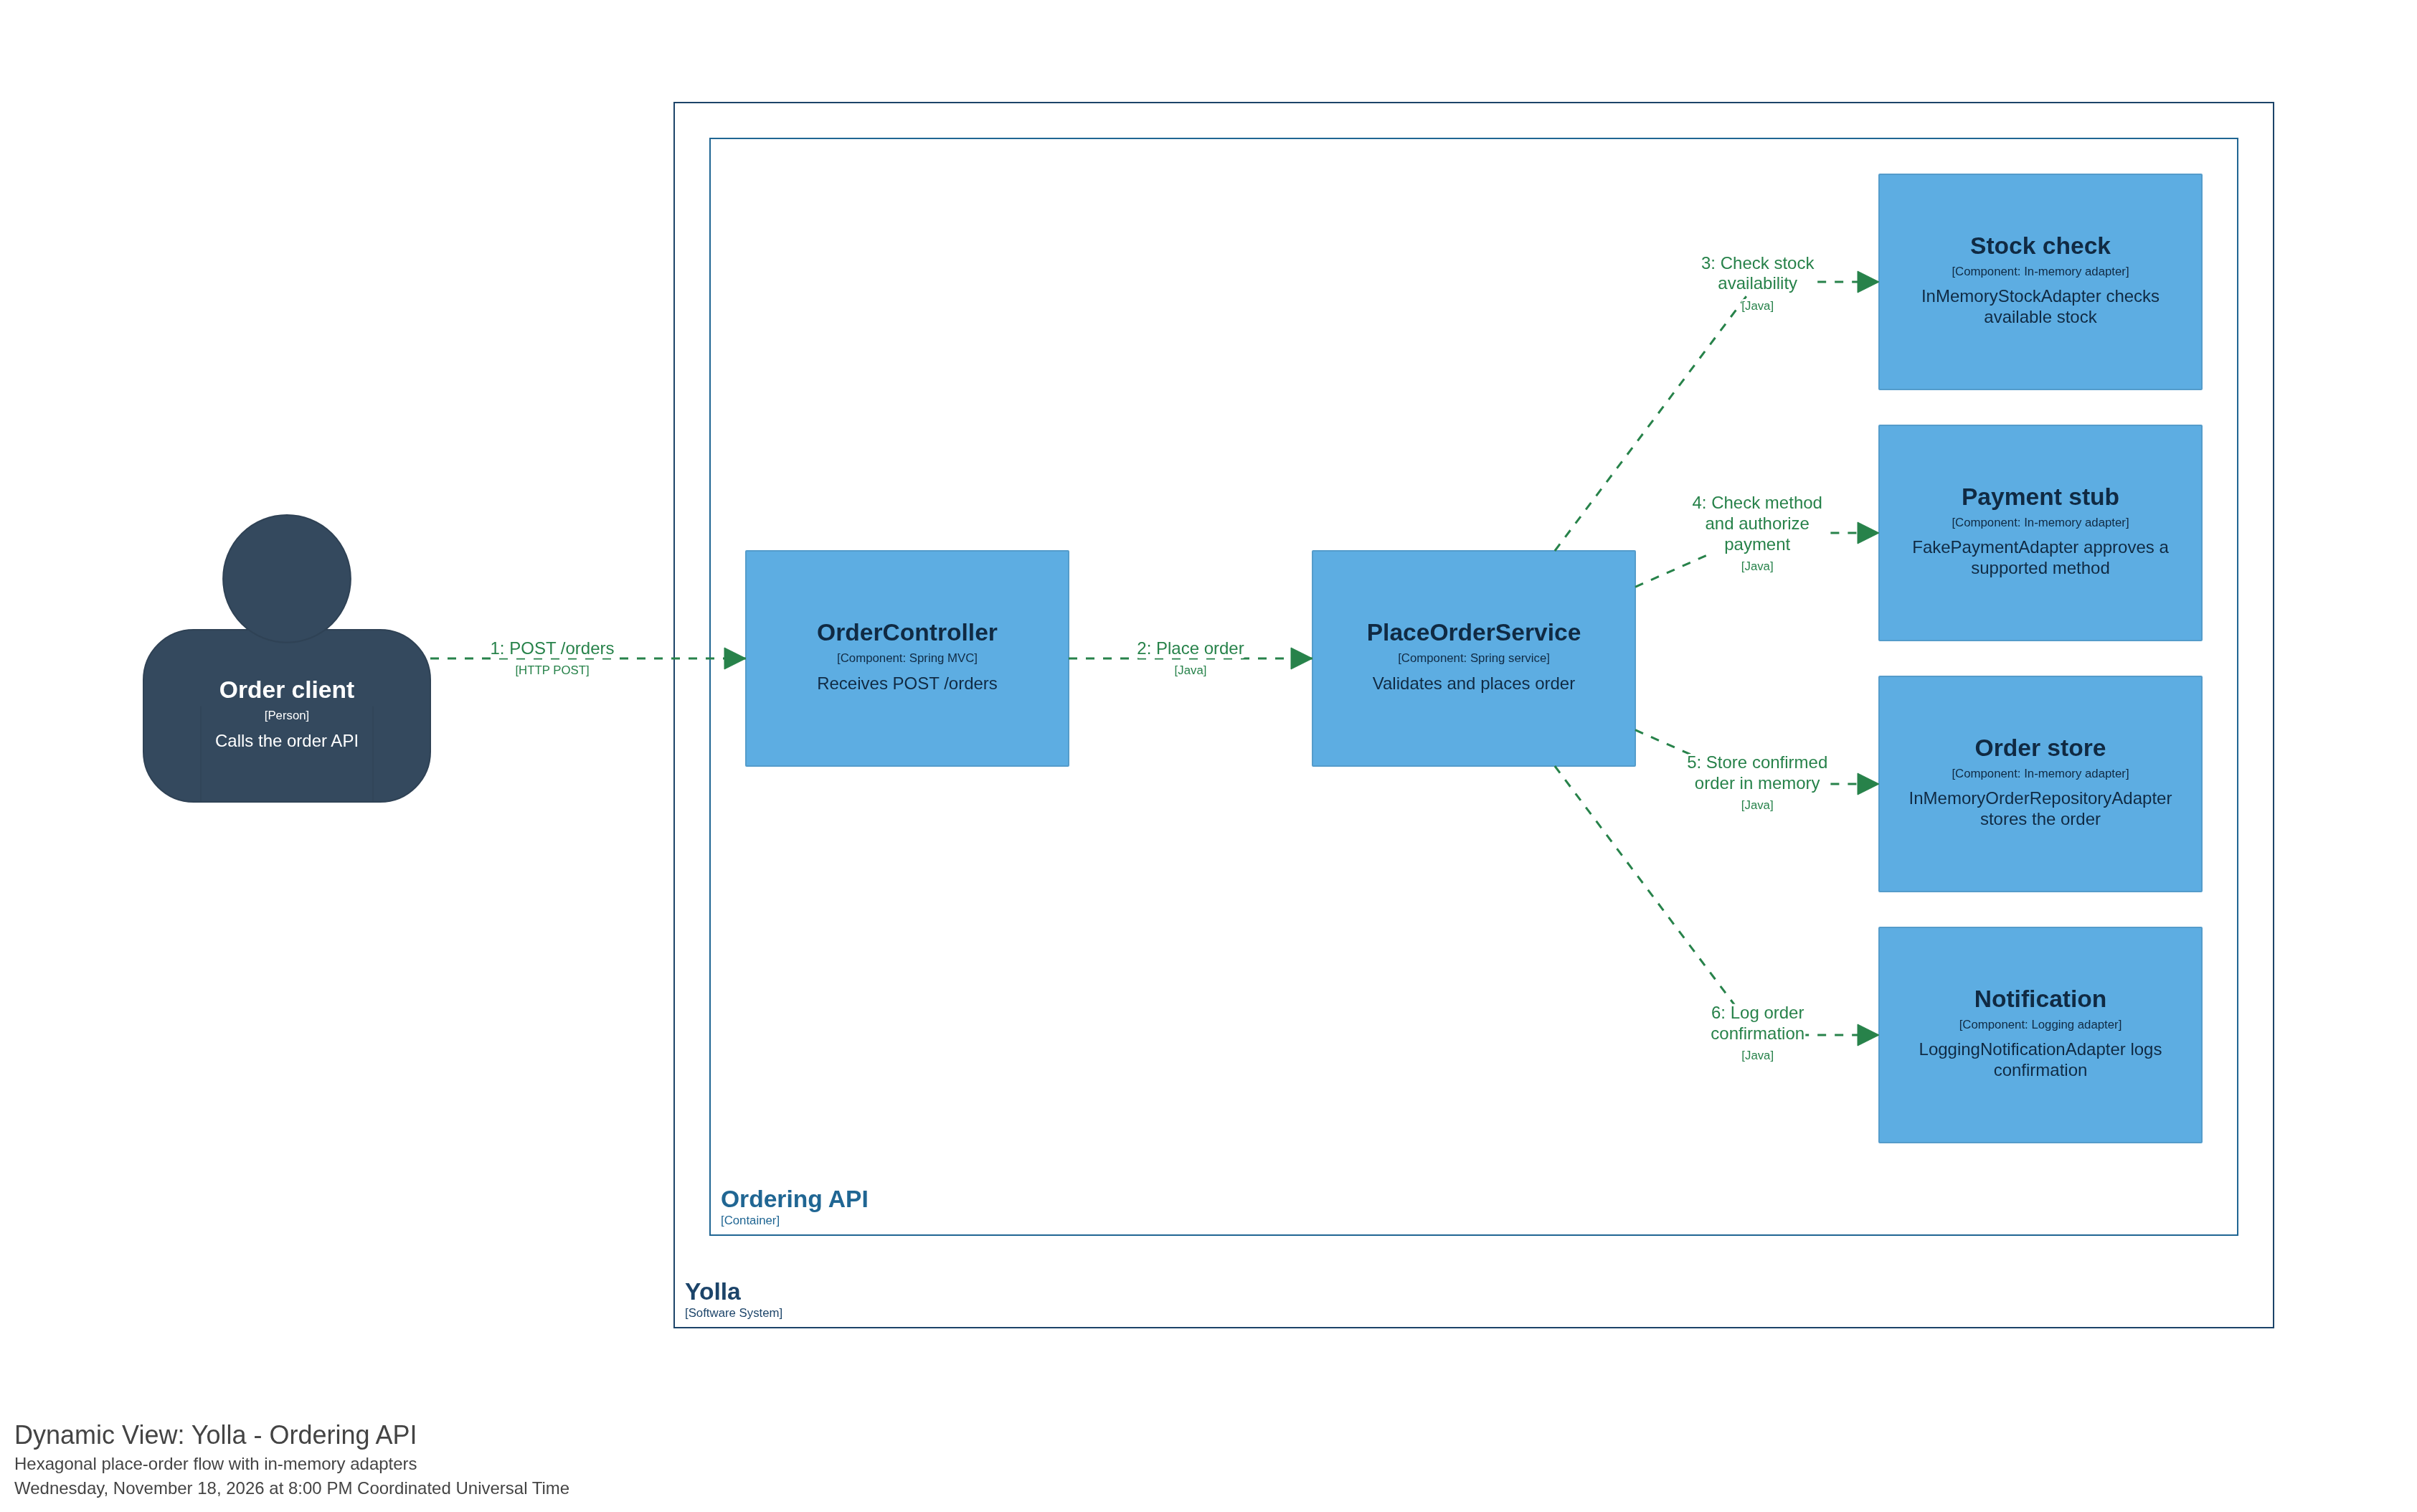 Order client
[Person]
Calls the order API
1: POST /orders
[HTTP POST]
OrderController
[Component: Spring MVC]
Receives POST /orders
2: Place order
[Java]
PlaceOrderService
[Component: Spring service]
Validates and places order
3: Check stock
availability
[Java]
Stock check
[Component: In-memory adapter]
InMemoryStockAdapter checks
available stock
4: Check method
and authorize
payment
[Java]
Payment stub
[Component: In-memory adapter]
FakePaymentAdapter approves a
supported method
5: Store confirmed
order in memory
[Java]
Order store
[Component: In-memory adapter]
InMemoryOrderRepositoryAdapter
stores the order
6: Log order
confirmation
[Java]
Notification
[Component: Logging adapter]
LoggingNotificationAdapter logs
confirmation
Ordering API
[Container]
Yolla
[Software System]
Dynamic View: Yolla - Ordering API
Hexagonal place-order flow with in-memory adapters
Wednesday, November 18, 2026 at 8:00 PM Coordinated Universal Time